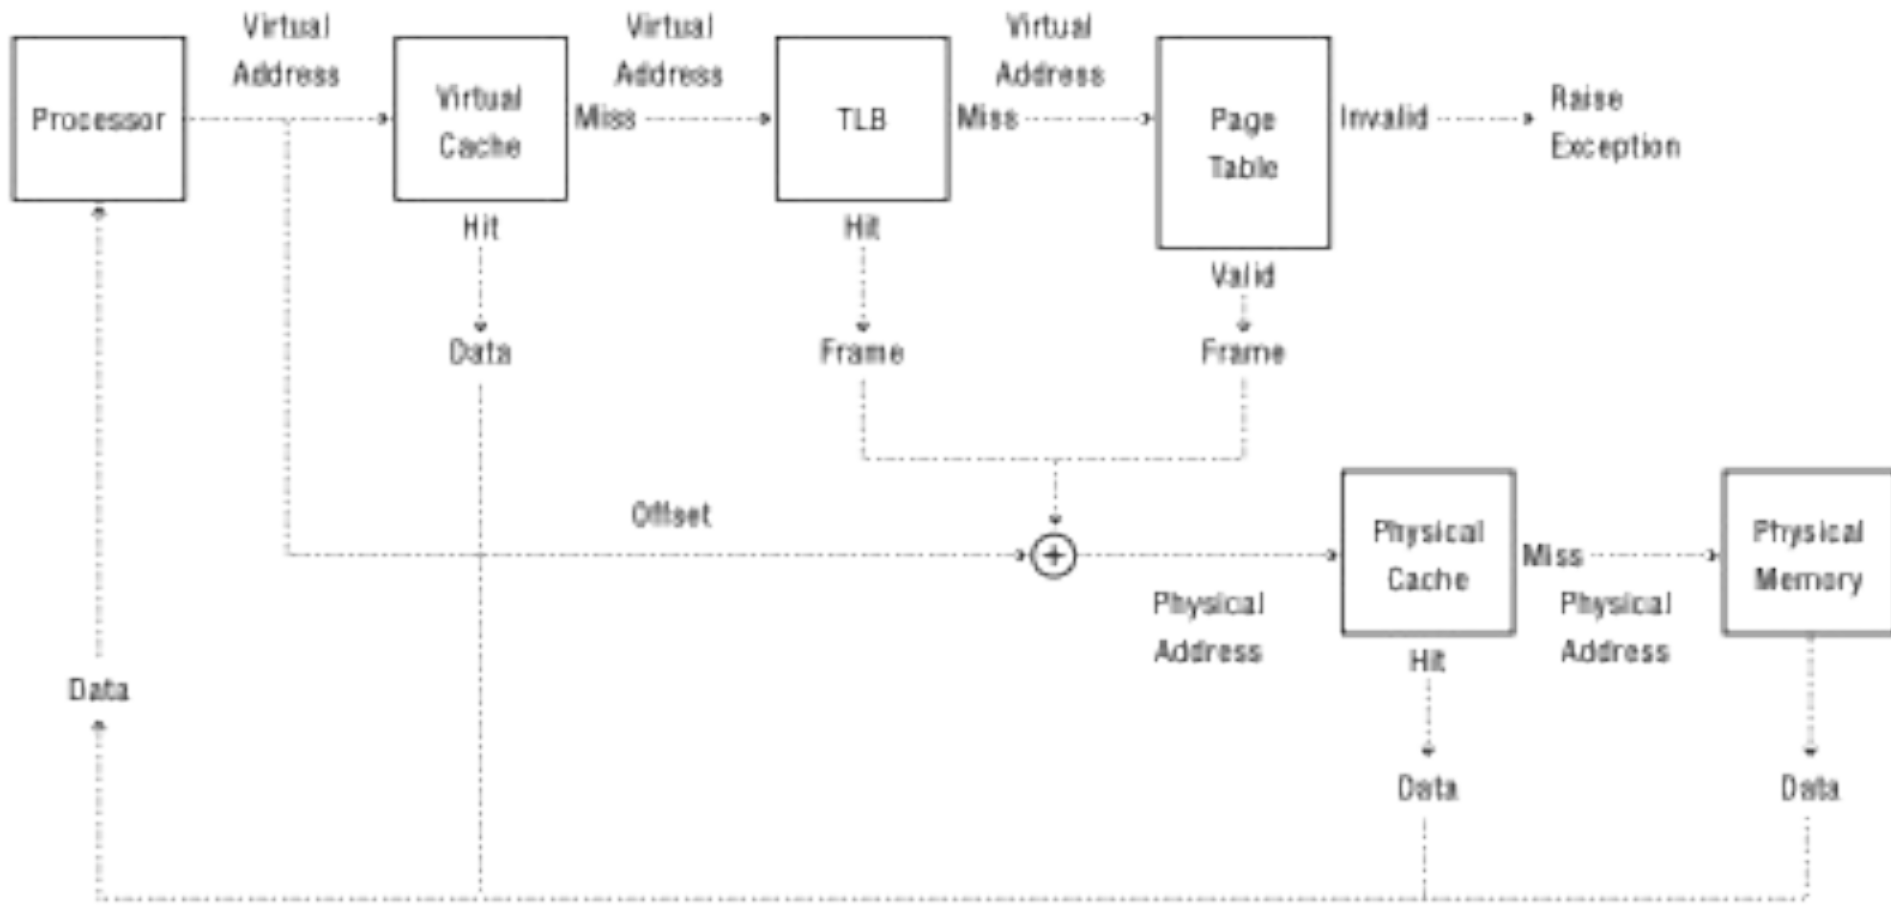 Virtual
Address
Virtual
Address
Virtual
Address
Processor
Virtual
Cache
Miss
TLB
Miss
Page
Table
Invalid
Raise
Exception
Hit
Hit
Valid
Data
Frame
Frame
Offset
+
Physical
Cache
Miss
Physical
Memory
Physical
Address
Physical
Address
Hit
Data
Data
Data